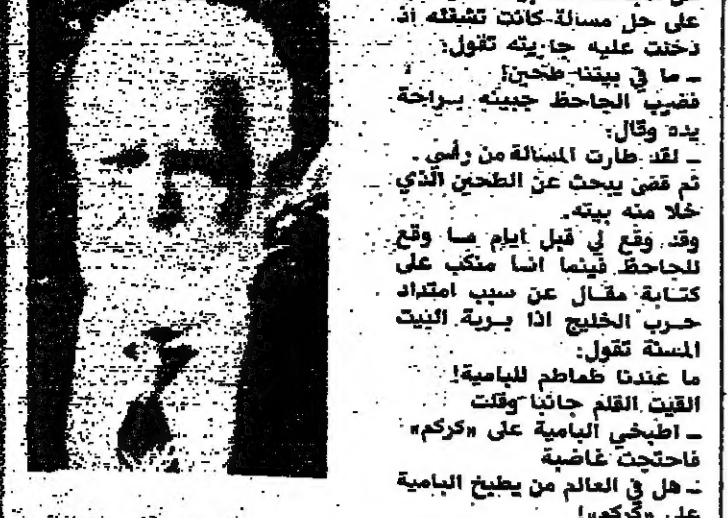 على حل مسألة كانت تشغله اذ
دخلت عليه جاريته تقول:
ـ ما في بيتنا طحين!
فضرب الجاحظ جبينه براحة
يده وقال:
ـ لقد طارت المسالة من رأسي .
ثم قضى يبحث عن الطحين الذي
خلا منه بيته.
وقد وقع لي قبل ايام ما وقع
للجاحظ فبينما انا منكب على
كتابة مقال عن سبب امتداد
حرب الخليج اذا بربة البيت
المسنة تقول:
ما عندنا طماطم للبامية!
القيت القلم جانبا وقلت
ـ اطبخي البامية على «كركم»
فاحتجت غاضبة
ـ هل في العالم من يطبخ البامية
على «كركم»!